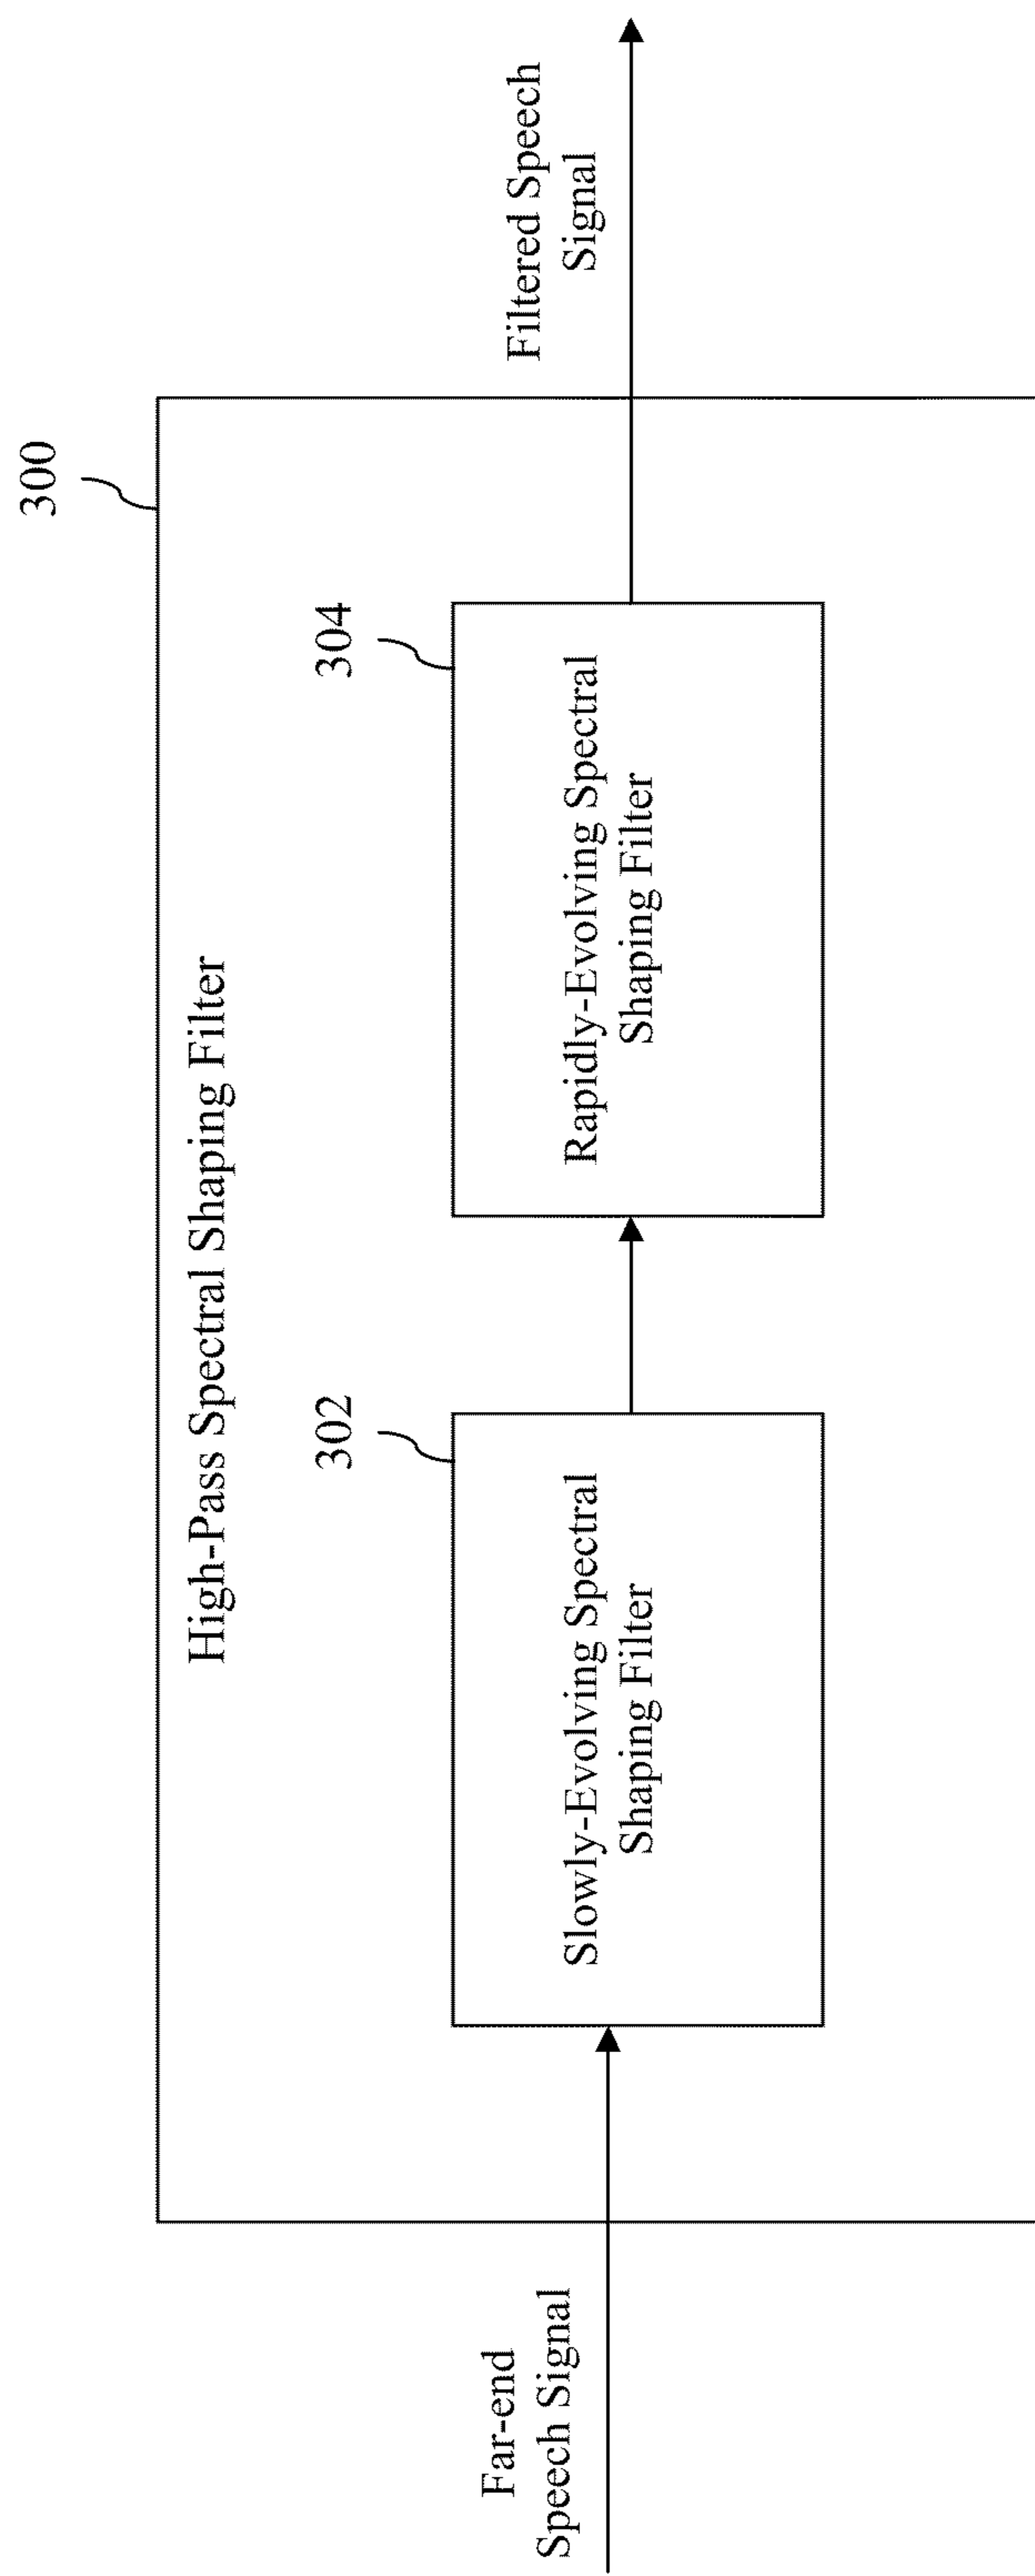 300
High-Pass Spectral Shaping Filter
302
304
Far-end
Speech Signal
Slowly-Evolving Spectral
Shaping Filter
Rapidly-Evolving Spectral
Shaping Filter
Filtered Speech
Signal